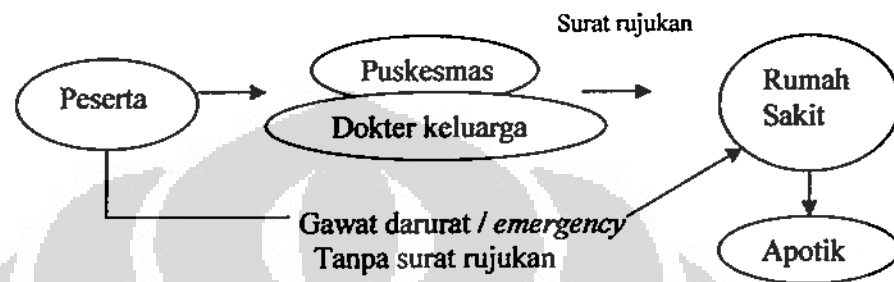 Surat rujukan
Peserta
Puskesmas
Dokter keluarga
Rumah
Sakit
Gawat darurat / emergency
Tanpa surat rujukan
Apotik